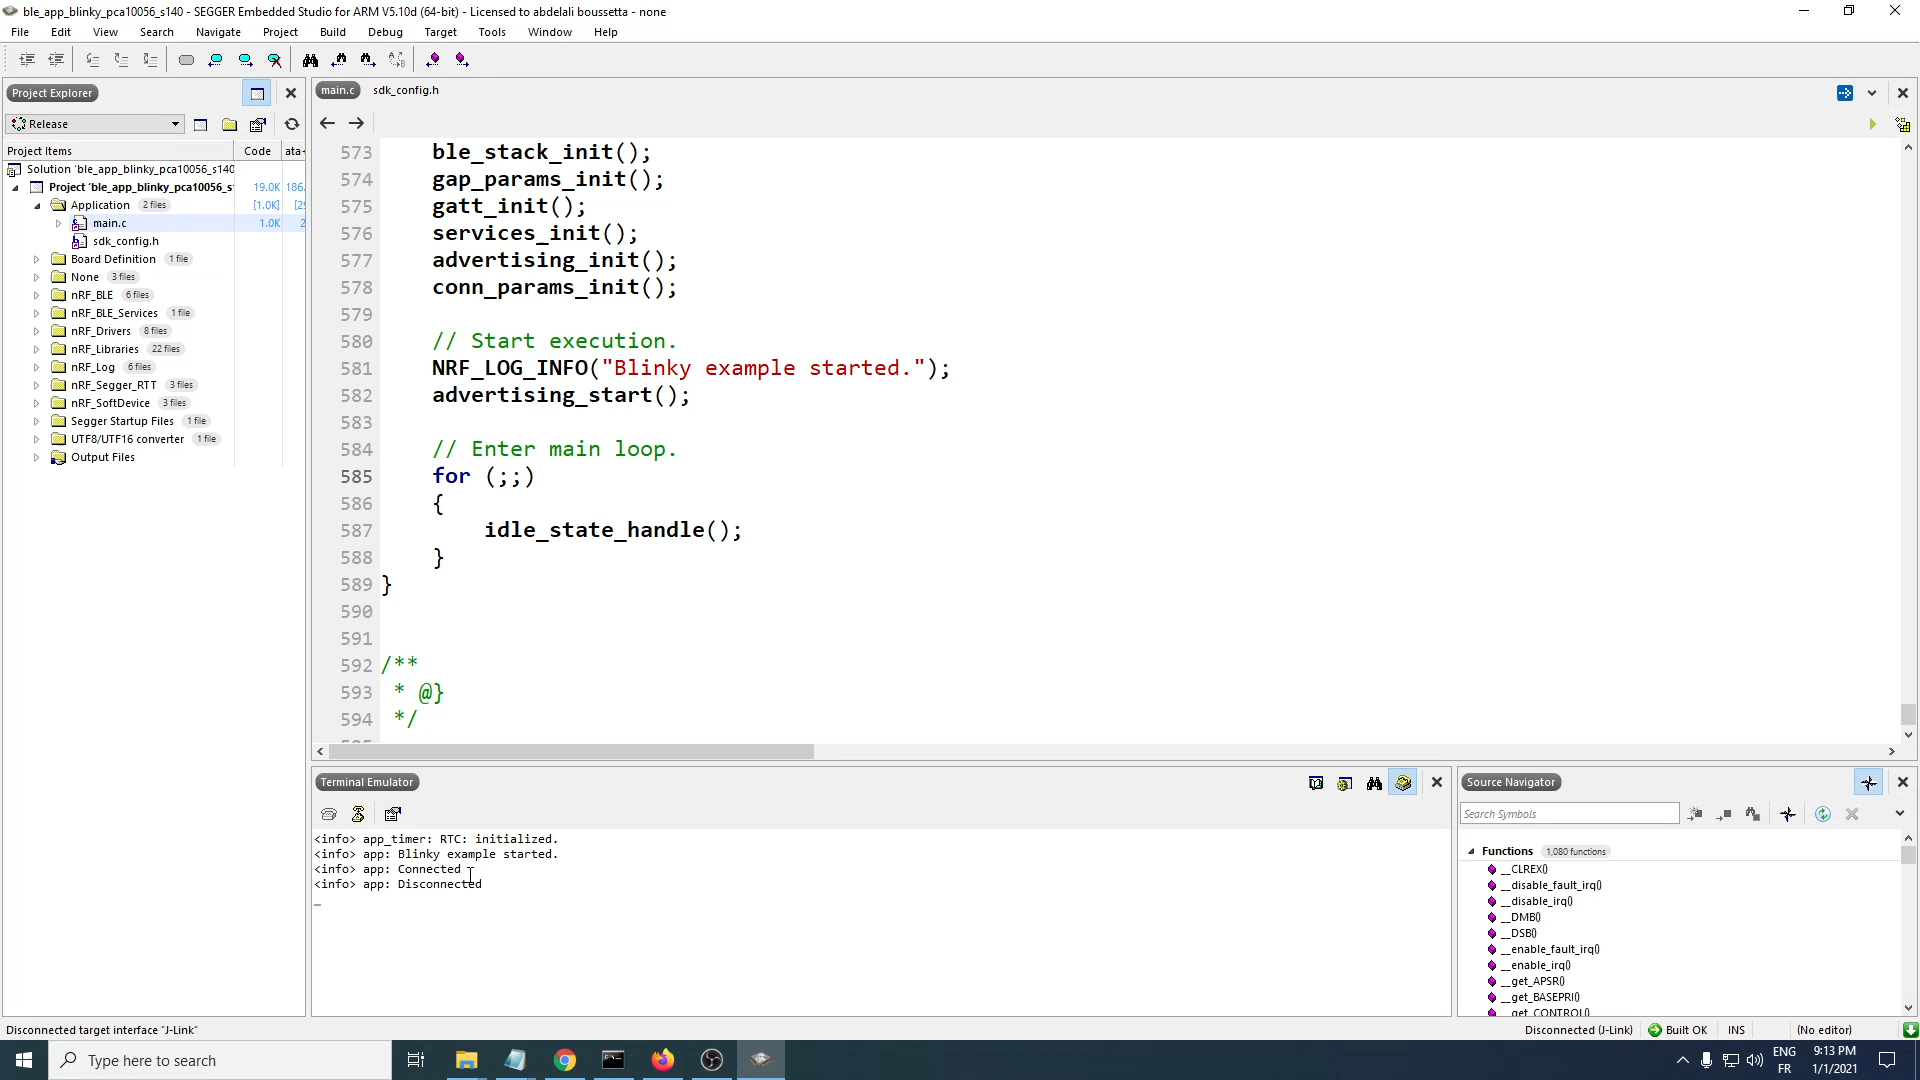 ble_app_blinky_pca10056_s140 - SEGGER Embedded Studio for ARM V5.10d (64-bit) - Licensed to abdelali boussetta - none
File Edit View Search Navigate Project Build Debug Target Tools Window Help
Project Explorer
Release
Project Items Code ata+
Solution 'ble_app_blinky_pca10056_s140
Project 'ble_app_blinky_pca10056_s 19.0K 186.
Application 2 files [1.0K] [29
main.c 1.0K 2
sdk_config.h
Board Definition 1 file
None 3 files
nRF_BLE 6 files
nRF_BLE_Services 1 file
nRF_Drivers 8 files
nRF_Libraries 22 files
nRF_Log 6 files
nRF_Segger_RTT 3 files
nRF_SoftDevice 3 files
Segger Startup Files 1 file
UTF8/UTF16 converter 1 file
Output Files
main.c sdk_config.h
573 ble_stack_init();
574 gap_params_init();
575 gatt_init();
576 services_init();
577 advertising_init();
578 conn_params_init();
579
580 // Start execution.
581 NRF_LOG_INFO("Blinky example started.");
582 advertising_start();
583
584 // Enter main loop.
585 for (;;)
586 {
587 idle_state_handle();
588 }
589 }
590
591
592 /**
593 * @}
594 */
Terminal Emulator
<info> app_timer: RTC: initialized.
<info> app: Blinky example started.
<info> app: Connected
<info> app: Disconnected
_
Source Navigator
Search Symbols
Functions 1,080 functions
__CLREX()
__disable_fault_irq()
__disable_irq()
__DMB()
__DSB()
__enable_fault_irq()
__enable_irq()
__get_APSR()
__get_BASEPRI()
__get_CONTROL()
Disconnected target interface "J-Link"
Disconnected (J-Link) Built OK INS (No editor)
Type here to search
ENG
FR
9:13 PM
1/1/2021